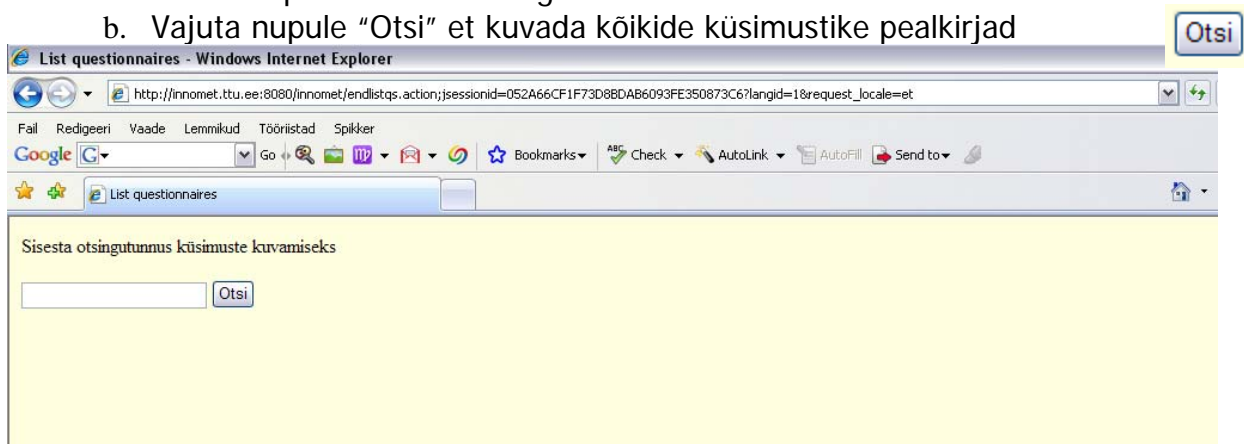 b. Vajuta nupule “Otsi” et kuvada kõikide küsimustike pealkirjad
Otsi
List questionnaires - Windows Internet Explorer
http://innomet.ttu.ee:8080/innomet/endlistqs.action;jsessionid=052A66CF1F73D8BDAB6093FE350873C6?langid=1&request_locale=et
Fail Redigeeri Vaade Lemmikud Tööriistad Spikker
Google G Go Bookmarks ABC Check AutoLink AutoFill Send to
List questionnaires
Sisesta otsingutunnus küsimuste kuvamiseks
Otsi